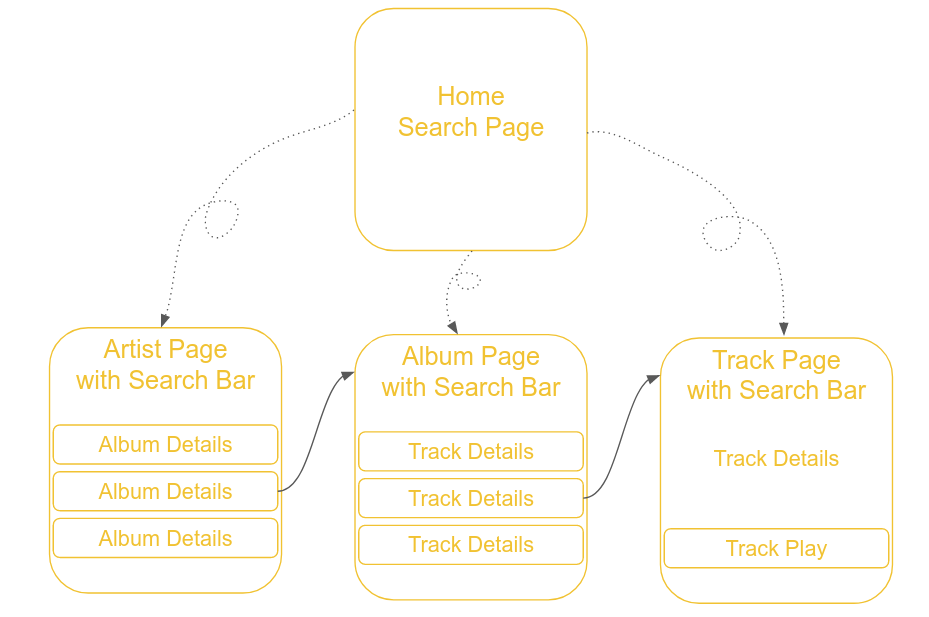 Home
Search Page
Artist Page
with Search Bar
Album Details
Album Details
Album Details
Album Page
with Search Bar
Track Details
Track Details
Track Details
Track Page
with Search Bar
Track Details
Track Play